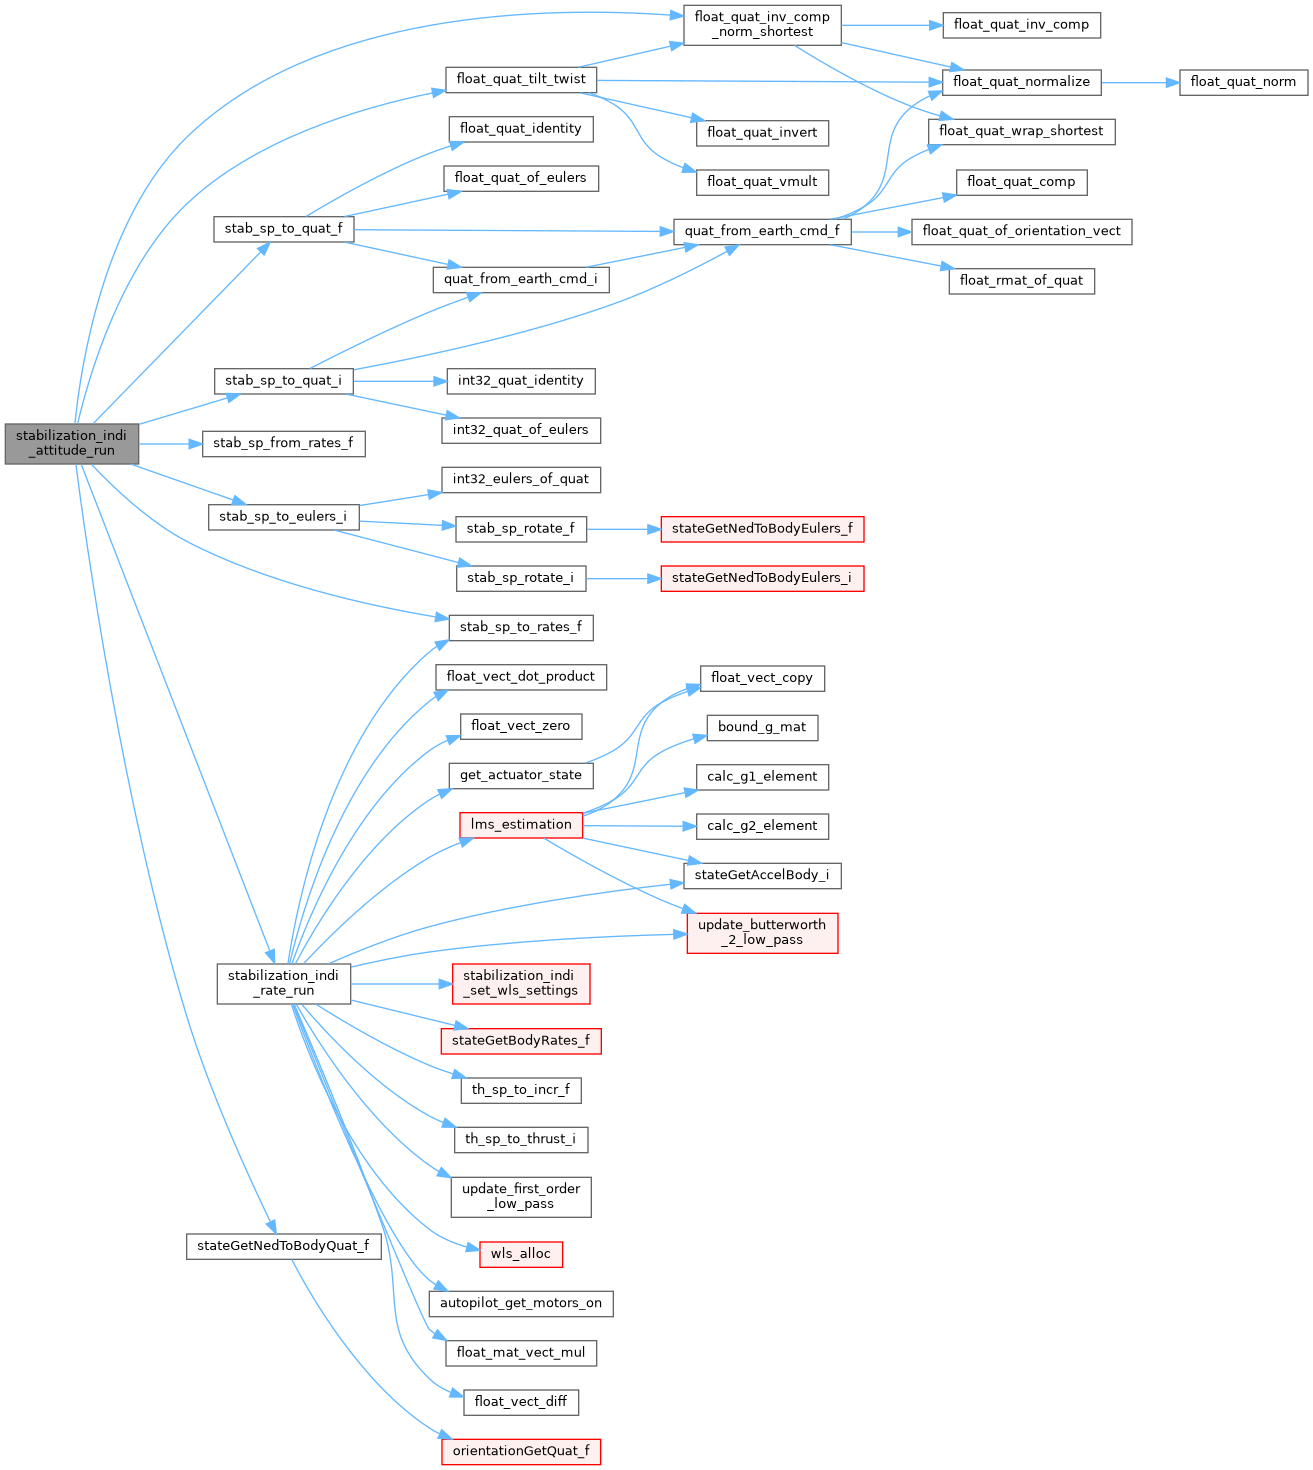 float_quat_inv_comp
_norm_shortest
float_quat_inv_comp
float_quat_tilt_twist
float_quat_normalize
float_quat_norm
float_quat_identity
float_quat_invert
float_quat_wrap_shortest
float_quat_of_eulers
float_quat_vmult
float_quat_comp
stab_sp_to_quat_f
quat_from_earth_cmd_f
float_quat_of_orientation_vect
quat_from_earth_cmd_i
float_rmat_of_quat
stab_sp_to_quat_i
int32_quat_identity
stabilization_indi
_attitude_run
stab_sp_from_rates_f
int32_quat_of_eulers
int32_eulers_of_quat
stab_sp_to_eulers_i
stab_sp_rotate_f
stateGetNedToBodyEulers_f
stab_sp_rotate_i
stateGetNedToBodyEulers_i
stab_sp_to_rates_f
float_vect_dot_product
float_vect_copy
float_vect_zero
bound_g_mat
get_actuator_state
calc_g1_element
lms_estimation
calc_g2_element
stateGetAccelBody_i
update_butterworth
_2_low_pass
stabilization_indi
_rate_run
stabilization_indi
_set_wls_settings
stateGetBodyRates_f
th_sp_to_incr_f
th_sp_to_thrust_i
update_first_order
_low_pass
stateGetNedToBodyQuat_f
wls_alloc
autopilot_get_motors_on
float_mat_vect_mul
float_vect_diff
orientationGetQuat_f